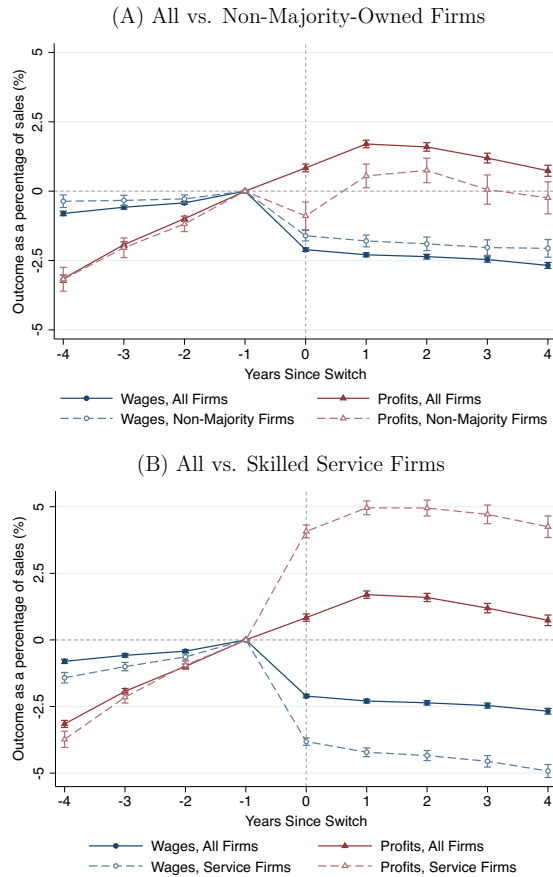 (A) All vs. Non-Majority-Owned Firms
Outcome as a percentage of sales (%)
5
2.5
0
-2.5
-5
-4 -3 -2 -1 0 1 2 3 4
Years Since Switch
Wages, All Firms Profits, All Firms
Wages, Non-Majority Firms Profits, Non-Majority Firms
(B) All vs. Skilled Service Firms
Outcome as a percentage of sales (%)
5
2.5
0
-2.5
-5
-4 -3 -2 -1 0 1 2 3 4
Years Since Switch
Wages, All Firms Profits, All Firms
Wages, Service Firms Profits, Service Firms